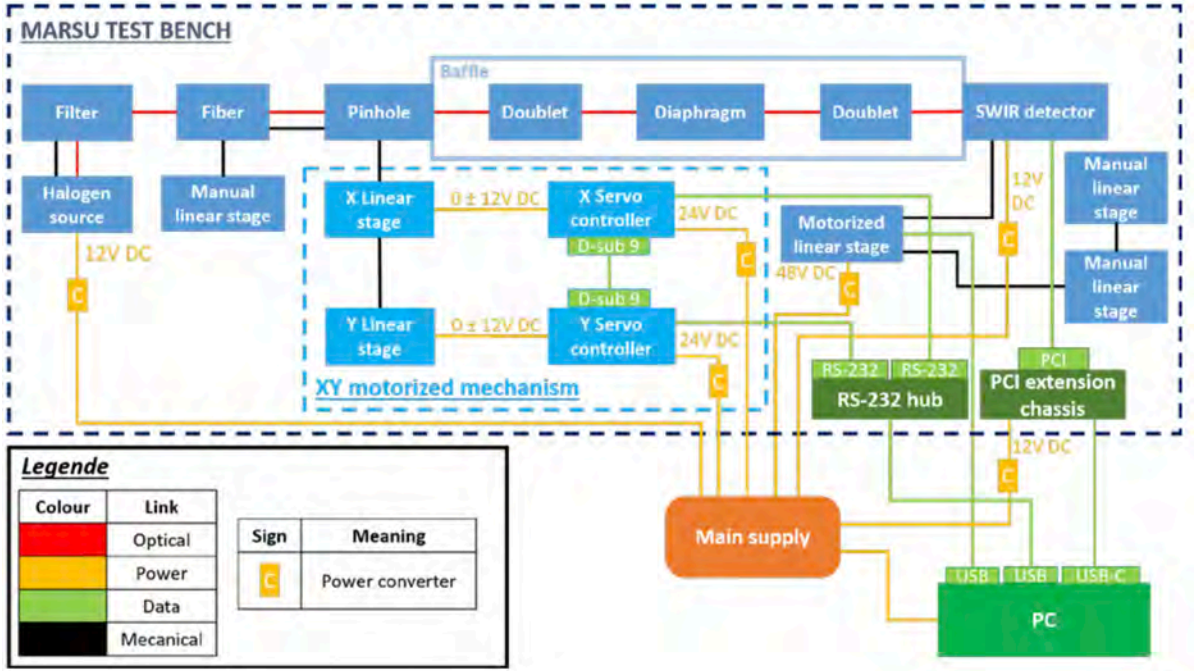 MARSU TEST BENCH
Baffle
Filter
Fiber
Pinhole
Doublet
Diaphragm
Doublet
SWIR detector
Halogen
source
Manual
linear stage
X Linear
stage
0 ± 12V DC
X Servo
controller
D-sub 9
24V DC
C
Motorized
linear stage
48V DC
C
12V
DC
C
Manual
linear
stage
Manual
linear
stage
12V DC
C
D-sub 9
Y Linear
stage
0 ± 12V DC
Y Servo
controller
24V DC
C
XY motorized mechanism
RS-232
RS-232
RS-232 hub
PCI
PCI extension
chassis
12V DC
C
Legende
Colour
Link
Optical
Power
Data
Mecanical
Sign
Meaning
C
Power converter
Main supply
USB
USB
USB-C
PC